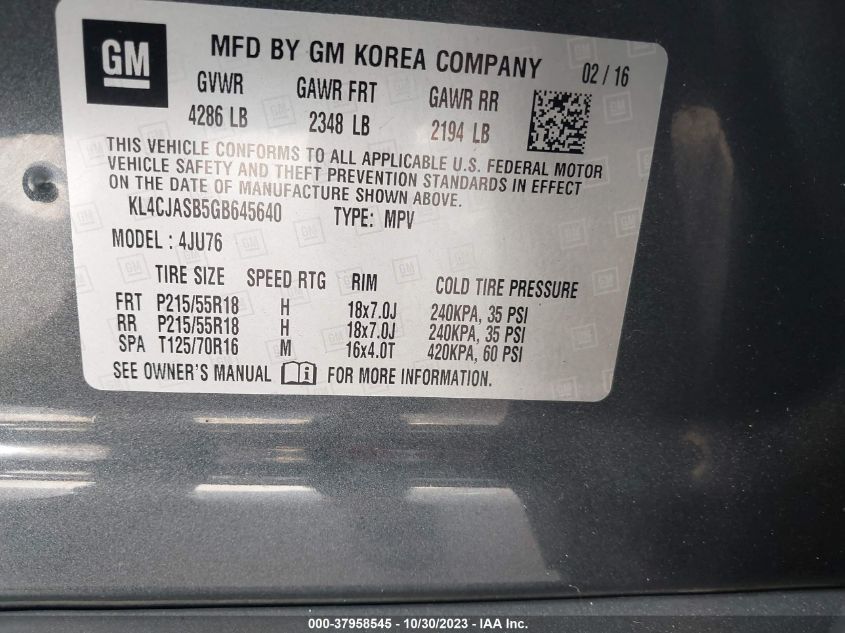 GM MFD BY GM KOREA COMPANY 02 / 16
GVWR GAWR FRT GAWR RR
4286 LB 2348 LB 2194 LB
THIS VEHICLE CONFORMS TO ALL APPLICABLE U.S. FEDERAL MOTOR
VEHICLE SAFETY AND THEFT PREVENTION STANDARDS IN EFFECT
ON THE DATE OF MANUFACTURE SHOWN ABOVE.
KL4CJASB5GB645640 TYPE: MPV
MODEL : 4JU76
TIRE SIZE SPEED RTG RIM COLD TIRE PRESSURE
FRT P215/55R18 H 18x7.0J 240KPA, 35 PSI
RR P215/55R18 H 18x7.0J 240KPA, 35 PSI
SPA T125/70R16 M 16x4.0T 420KPA, 60 PSI
SEE OWNER'S MANUAL FOR MORE INFORMATION.
000-37958545 - 10/30/2023 - IAA Inc.